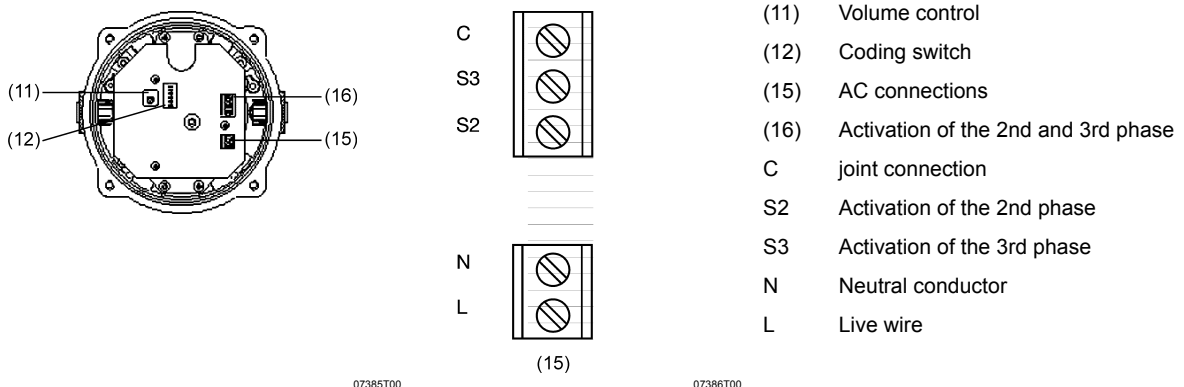 (11)
(12)
(16)
(15)
07385T00
C
S3
S2
N
L
(15)
07386T00
(11) Volume control
(12) Coding switch
(15) AC connections
(16) Activation of the 2nd and 3rd phase
C joint connection
S2 Activation of the 2nd phase
S3 Activation of the 3rd phase
N Neutral conductor
L Live wire